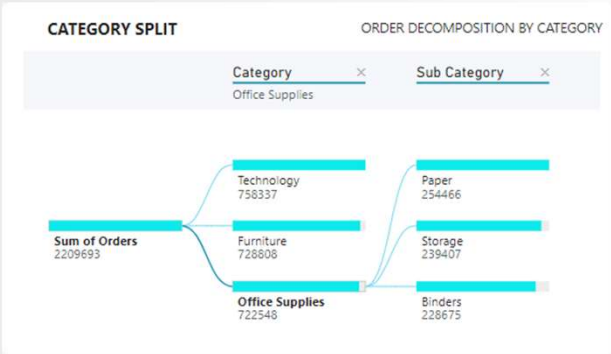 CATEGORY SPLIT
ORDER DECOMPOSITION BY CATEGORY
Category ×
Office Supplies
Sub Category ×
Sum of Orders
2209693
Technology
758337
Furniture
728808
Office Supplies
722548
Paper
254466
Storage
239407
Binders
228675